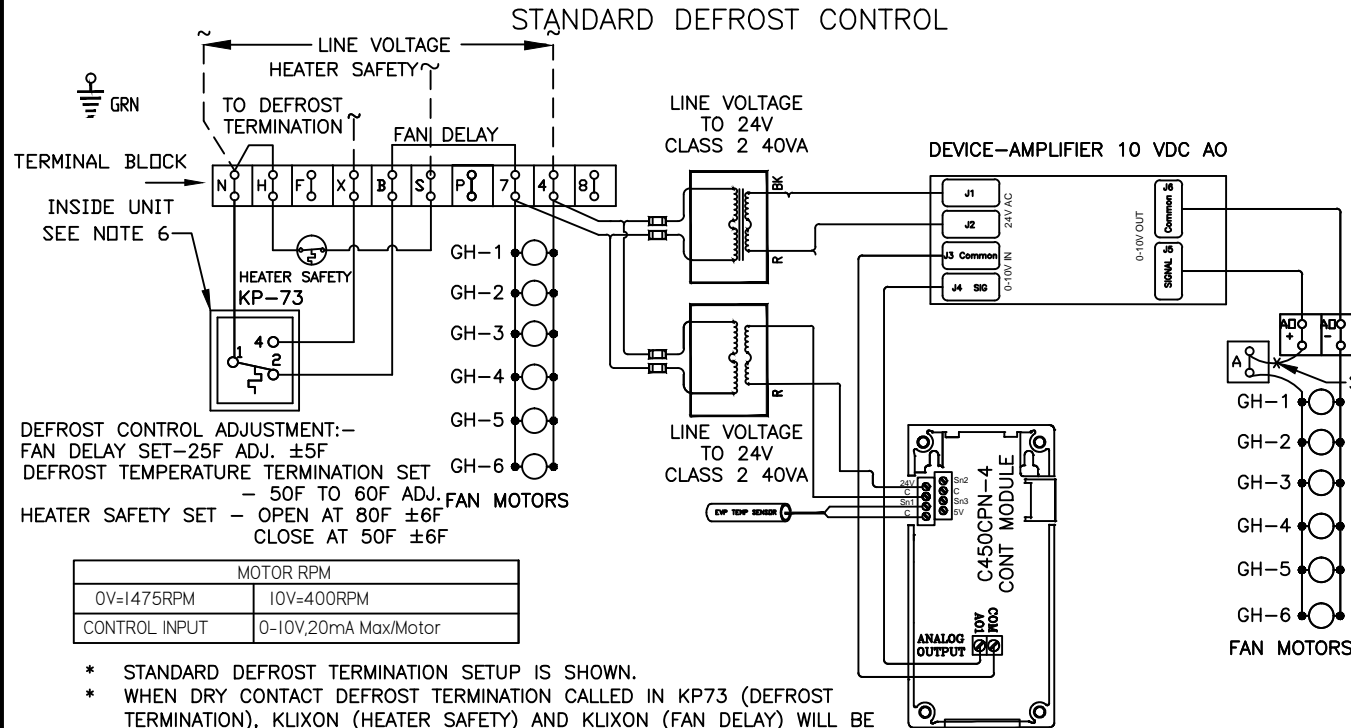 STANDARD DEFROST CONTROL
LINE VOLTAGE
HEATER SAFETY
GRN
TO DEFROST
TERMINATION
FAN DELAY
TERMINAL BLOCK
N H F X B S P 7 4 8
INSIDE UNIT
SEE NOTE 6
HEATER SAFETY
KP-73
1
4
2
GH-1
GH-2
GH-3
GH-4
GH-5
GH-6
FAN MOTORS
LINE VOLTAGE
TO 24V
CLASS 2 40VA
BK
R
R
LINE VOLTAGE
TO 24V
CLASS 2 40VA
DEVICE-AMPLIFIER 10 VDC AO
J1
J2
24V AC
J3 Common
J4 SIG
0-10V IN
0-10V OUT
J6
Common
J5
SIGNAL
AO
+
AO
-
A
GH-1
GH-2
GH-3
GH-4
GH-5
GH-6
FAN MOTORS
EVP TEMP SENSOR
24V
C
Sn1
C
Sn2
C
Sn3
5V
C450CPN-4
CONT MODULE
ANALOG
OUTPUT
AO1
COM
DEFROST CONTROL ADJUSTMENT:-
FAN DELAY SET-25F ADJ. ±5F
DEFROST TEMPERATURE TERMINATION SET
- 50F TO 60F ADJ.
HEATER SAFETY SET - OPEN AT 80F ±6F
CLOSE AT 50F ±6F
MOTOR RPM
0V=1475RPM 10V=400RPM
CONTROL INPUT 0-10V,20mA Max/Motor
* STANDARD DEFROST TERMINATION SETUP IS SHOWN.
* WHEN DRY CONTACT DEFROST TERMINATION CALLED IN KP73 (DEFROST
TERMINATION), KLIXON (HEATER SAFETY) AND KLIXON (FAN DELAY) WILL BE